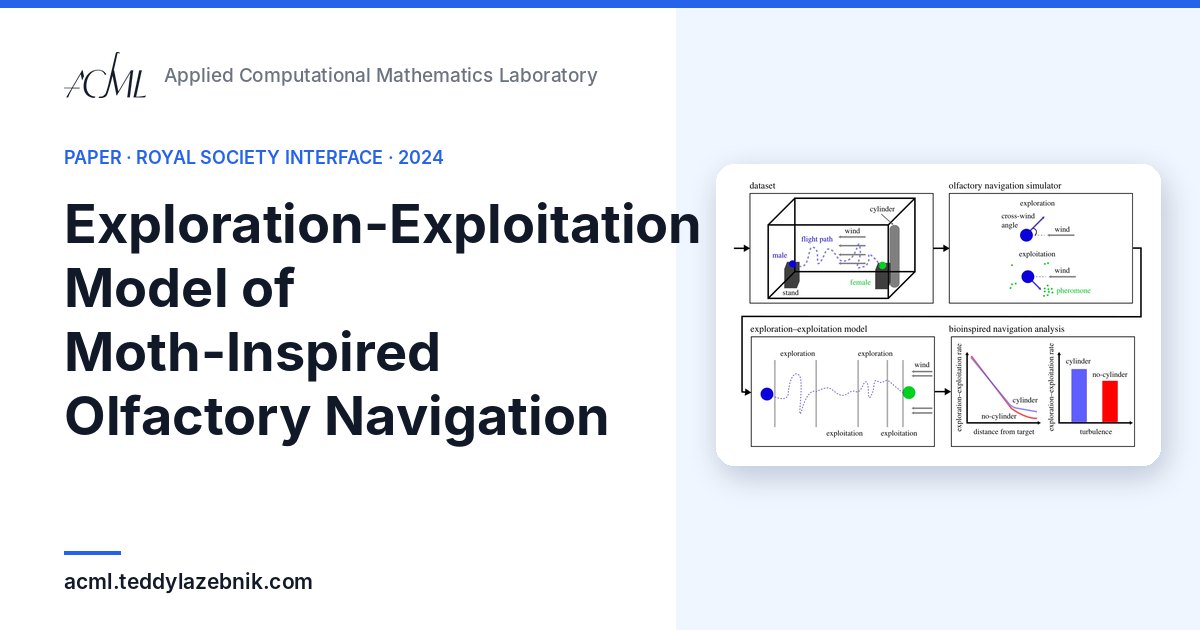 ACML
Applied Computational Mathematics Laboratory
PAPER · ROYAL SOCIETY INTERFACE · 2024
Exploration-Exploitation
Model of
Moth-Inspired
Olfactory Navigation
acml.teddylazebnik.com
dataset
cylinder
wind
flight path
male
female
stand
olfactory navigation simulator
exploration
cross-wind
angle
wind
exploitation
wind
pheromone
exploration–exploitation model
exploration
exploration
wind
exploitation
exploitation
bioinspired navigation analysis
exploration–exploitation rate
cylinder
no-cylinder
distance from target
exploration–exploitation rate
cylinder
no-cylinder
turbulence